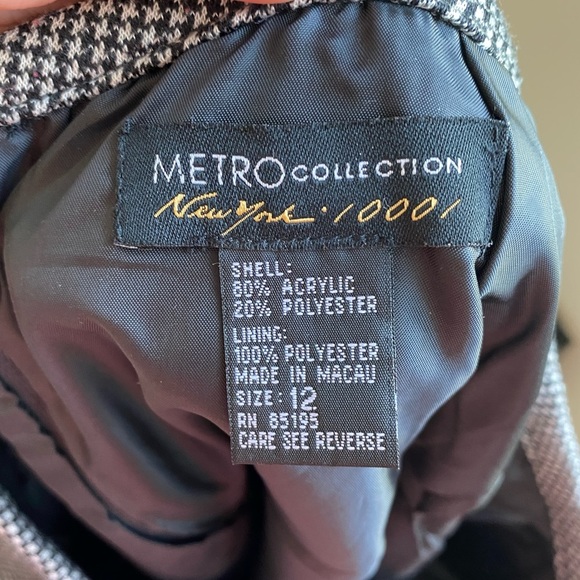 METRO COLLECTION
New York · 10001
SHELL:
80% ACRYLIC
20% POLYESTER
LINING:
100% POLYESTER
MADE IN MACAU
SIZE: 12
RN 85195
CARE SEE REVERSE